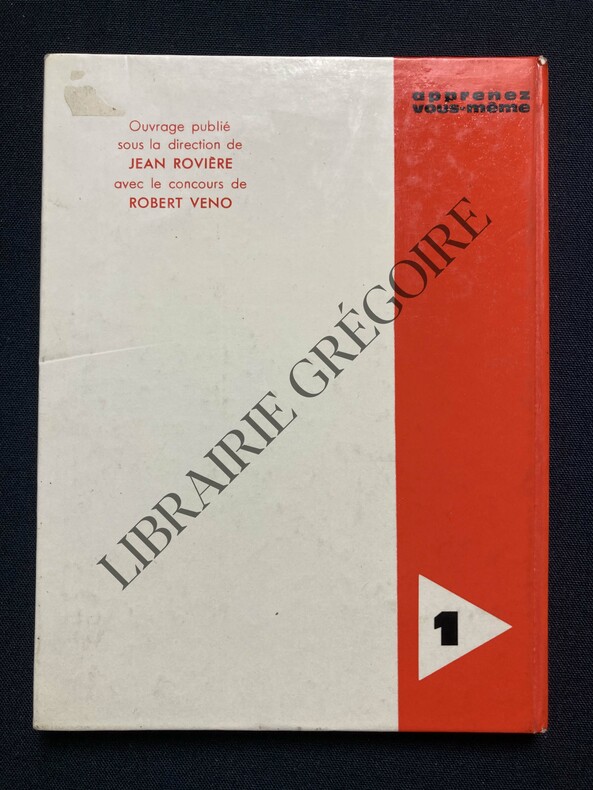 Ouvrage publié
sous la direction de
JEAN ROVIÈRE
avec le concours de
ROBERT VENO
apprenez
vous-même
LIBRAIRIE GRÉGOIRE
1